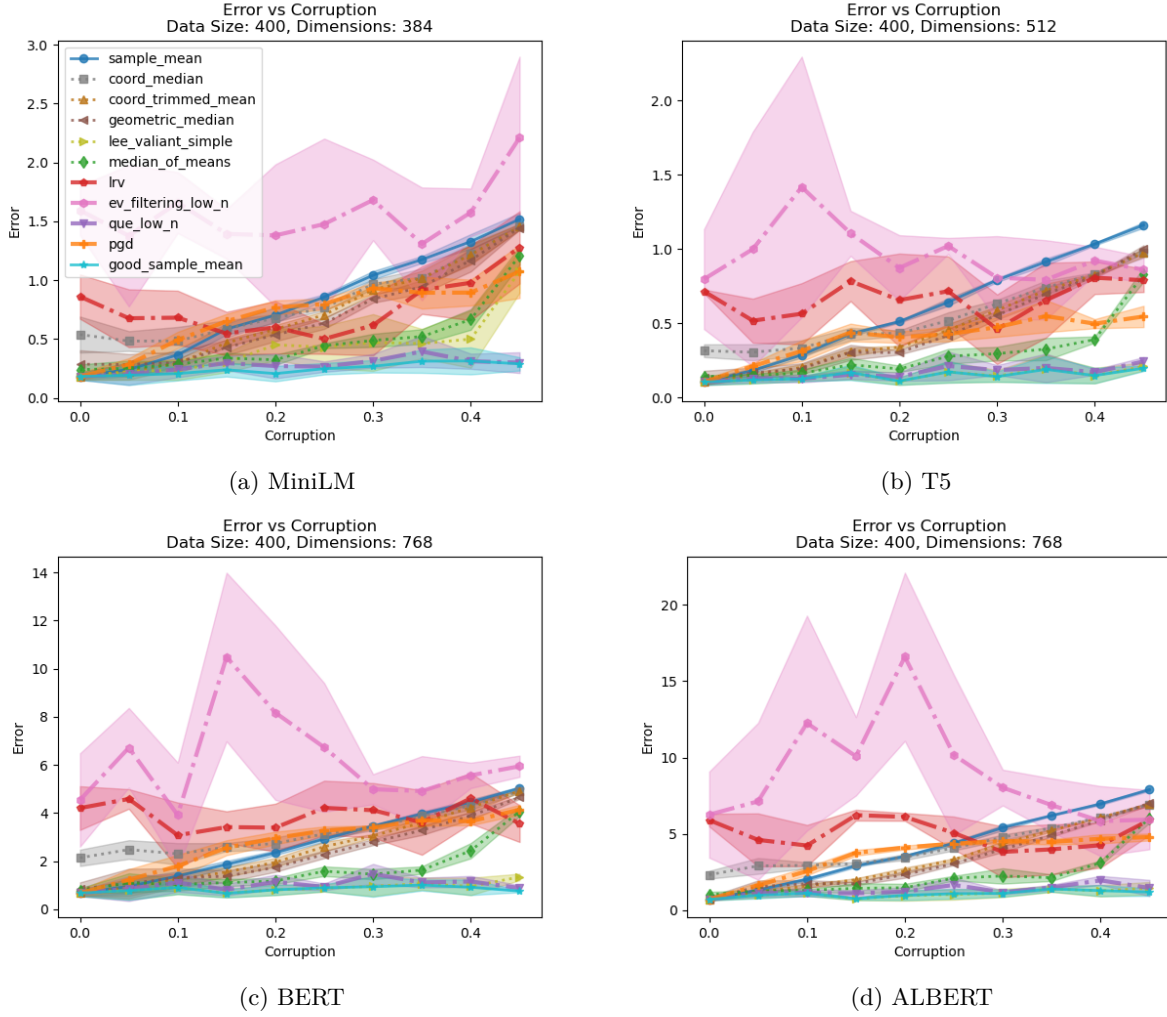 Error vs Corruption
Data Size: 400, Dimensions: 384
3.0
2.5
2.0
1.5
1.0
0.5
0.0
Error
sample_mean
coord_median
coord_trimmed_mean
geometric_median
lee_valiant_simple
median_of_means
lrv
ev_filtering_low_n
que_low_n
pgd
good_sample_mean
0.0 0.1 0.2 0.3 0.4
Corruption
(a) MiniLM
Error vs Corruption
Data Size: 400, Dimensions: 512
2.0
1.5
1.0
0.5
0.0
Error
0.0 0.1 0.2 0.3 0.4
Corruption
(b) T5
Error vs Corruption
Data Size: 400, Dimensions: 768
14
12
10
8
6
4
2
0
Error
0.0 0.1 0.2 0.3 0.4
Corruption
(c) BERT
Error vs Corruption
Data Size: 400, Dimensions: 768
20
15
10
5
0
Error
0.0 0.1 0.2 0.3 0.4
Corruption
(d) ALBERT